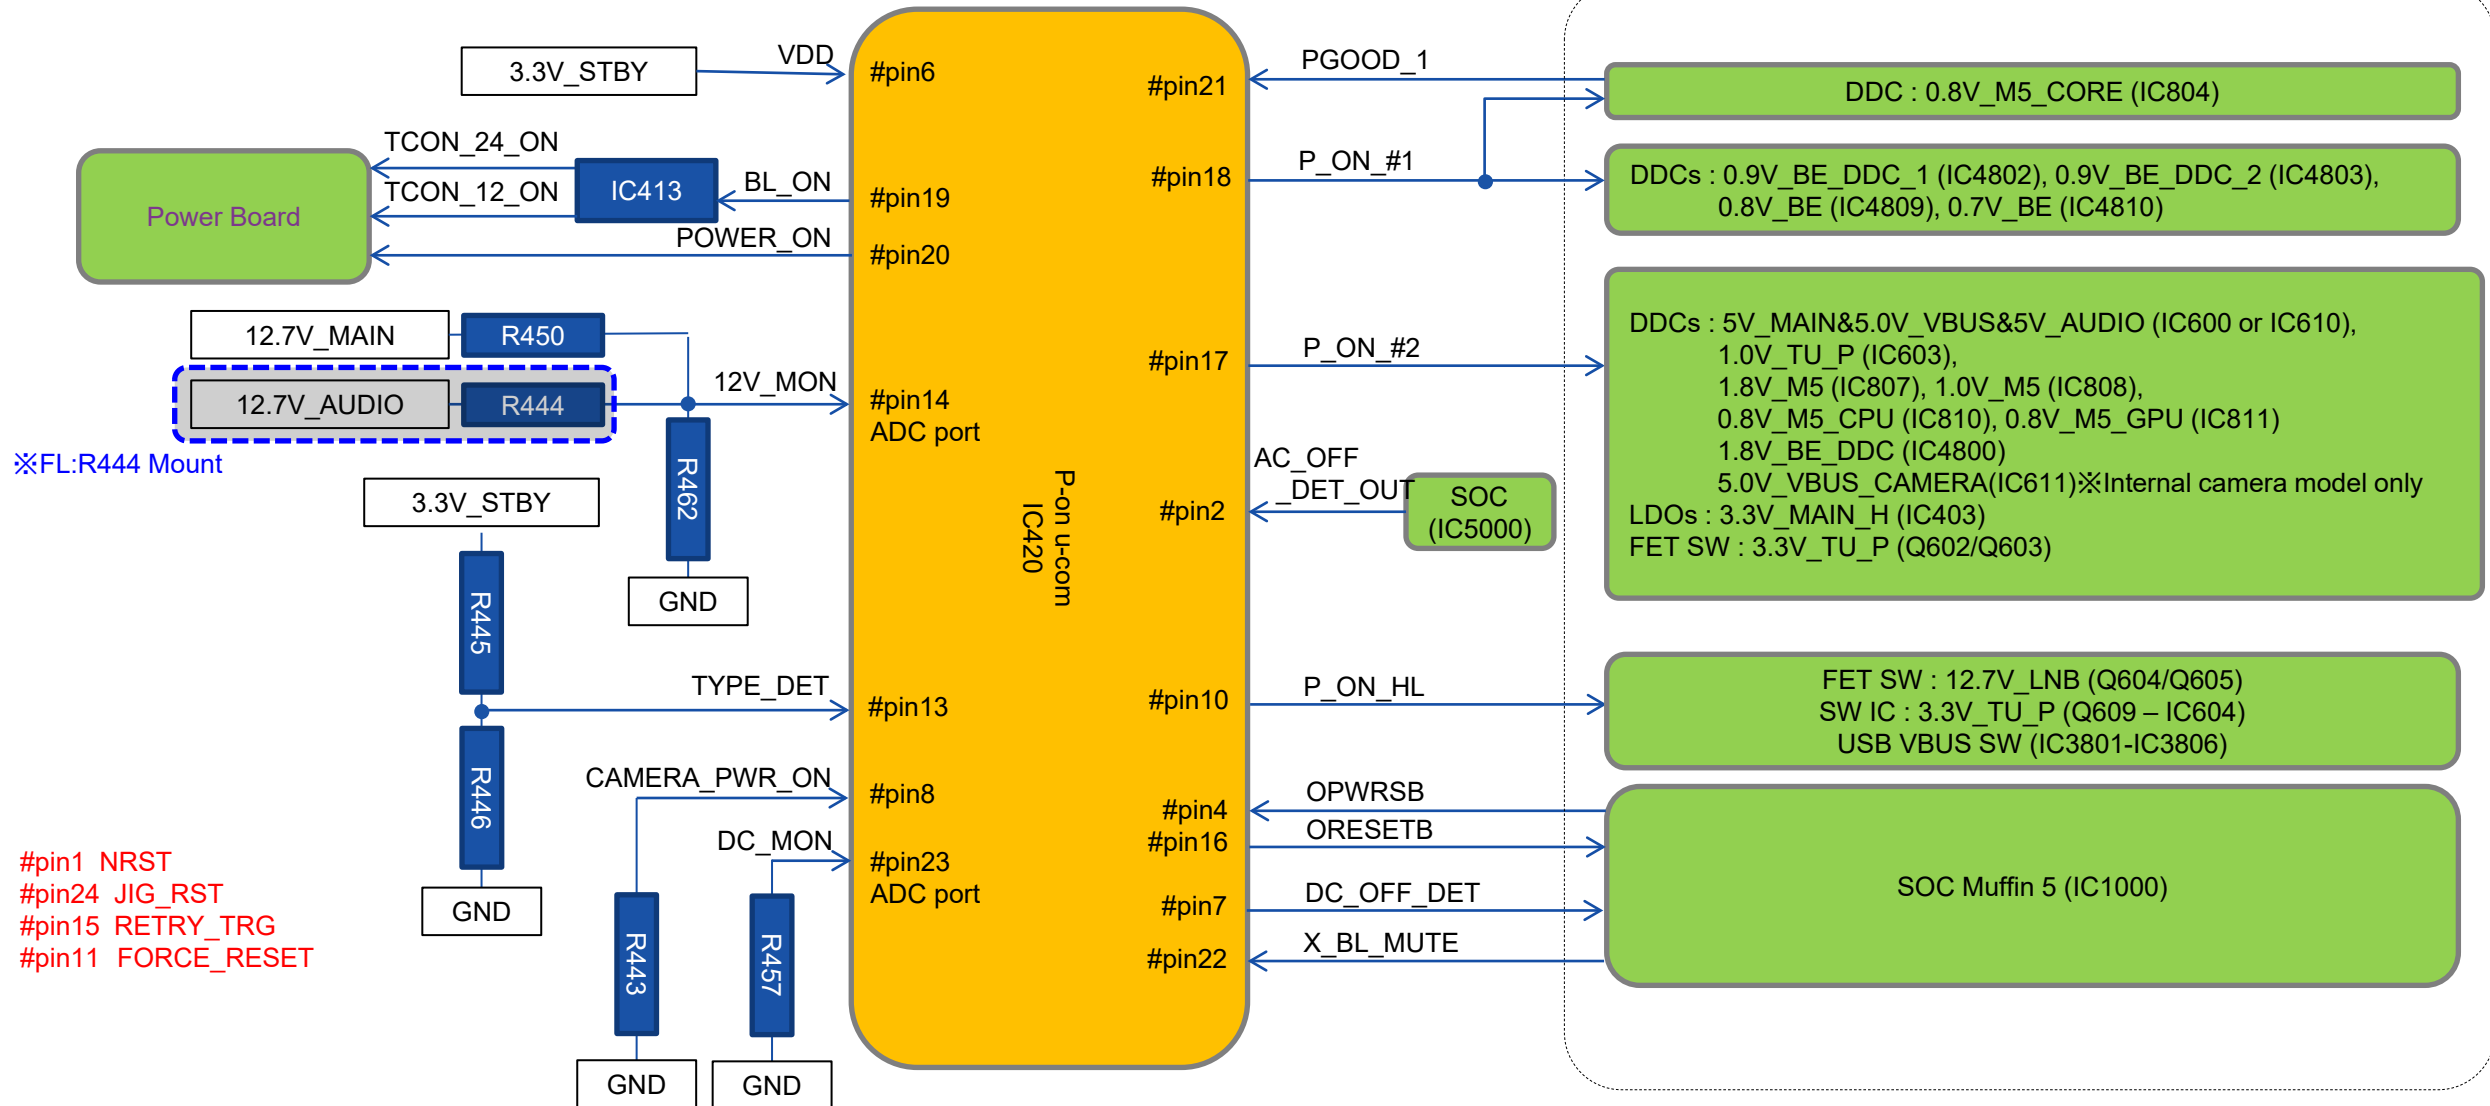 3.3V_STBY
VDD
#pin6
TCON_24_ON
TCON_12_ON
Power Board
IC413
BL_ON
#pin19
POWER_ON
#pin20
12.7V_MAIN
R450
12.7V_AUDIO
R444
12V_MON
#pin14
ADC port
※FL:R444 Mount
R462
GND
3.3V_STBY
R445
TYPE_DET
#pin13
R446
GND
CAMERA_PWR_ON
#pin8
DC_MON
#pin23
ADC port
R443
R457
GND
GND
#pin1 NRST
#pin24 JIG_RST
#pin15 RETRY_TRG
#pin11 FORCE_RESET
P-on u-com
IC420
PGOOD_1
#pin21
P_ON_#1
#pin18
P_ON_#2
#pin17
AC_OFF
_DET_OUT
#pin2
SOC
(IC5000)
P_ON_HL
#pin10
OPWRSB
#pin4
ORESETB
#pin16
DC_OFF_DET
#pin7
X_BL_MUTE
#pin22
DDC : 0.8V_M5_CORE (IC804)
DDCs : 0.9V_BE_DDC_1 (IC4802), 0.9V_BE_DDC_2 (IC4803),
0.8V_BE (IC4809), 0.7V_BE (IC4810)
DDCs : 5V_MAIN&5.0V_VBUS&5V_AUDIO (IC600 or IC610),
1.0V_TU_P (IC603),
1.8V_M5 (IC807), 1.0V_M5 (IC808),
0.8V_M5_CPU (IC810), 0.8V_M5_GPU (IC811)
1.8V_BE_DDC (IC4800)
5.0V_VBUS_CAMERA(IC611)※Internal camera model only
LDOs : 3.3V_MAIN_H (IC403)
FET SW : 3.3V_TU_P (Q602/Q603)
FET SW : 12.7V_LNB (Q604/Q605)
SW IC : 3.3V_TU_P (Q609 – IC604)
USB VBUS SW (IC3801-IC3806)
SOC Muffin 5 (IC1000)